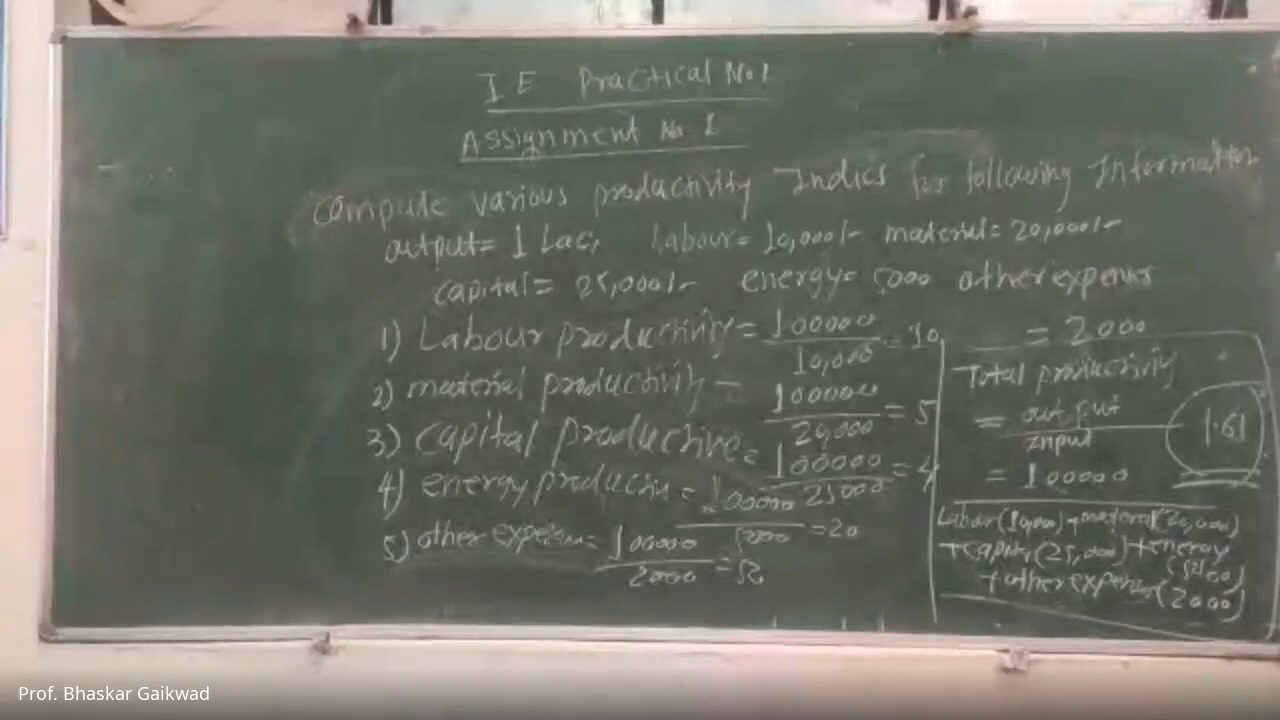 I.E Practical No 1
Assignment No 1
Compute various productivity Indics for following Information
output= 1 Lac, Labour= 10,000/- material= 20,000/-
capital= 25,000/- energy= 5000 other expenses
= 2000
1) Labour productivity = 100000 / 10,000 = 10
2) material productivity = 100000 / 20,000 = 5
3) Capital productive = 100000 / 25000 = 4
4) energy = 100000 / 5000 = 20
5) other = 100000 / 2000 = 50
Total productivity
= output / Input
1.61
= 100000
Labor (10,000) + material (20,000)
+ capital (25,000) + energy
(5000)
+ other expenses (2000)
Prof. Bhaskar Gaikwad